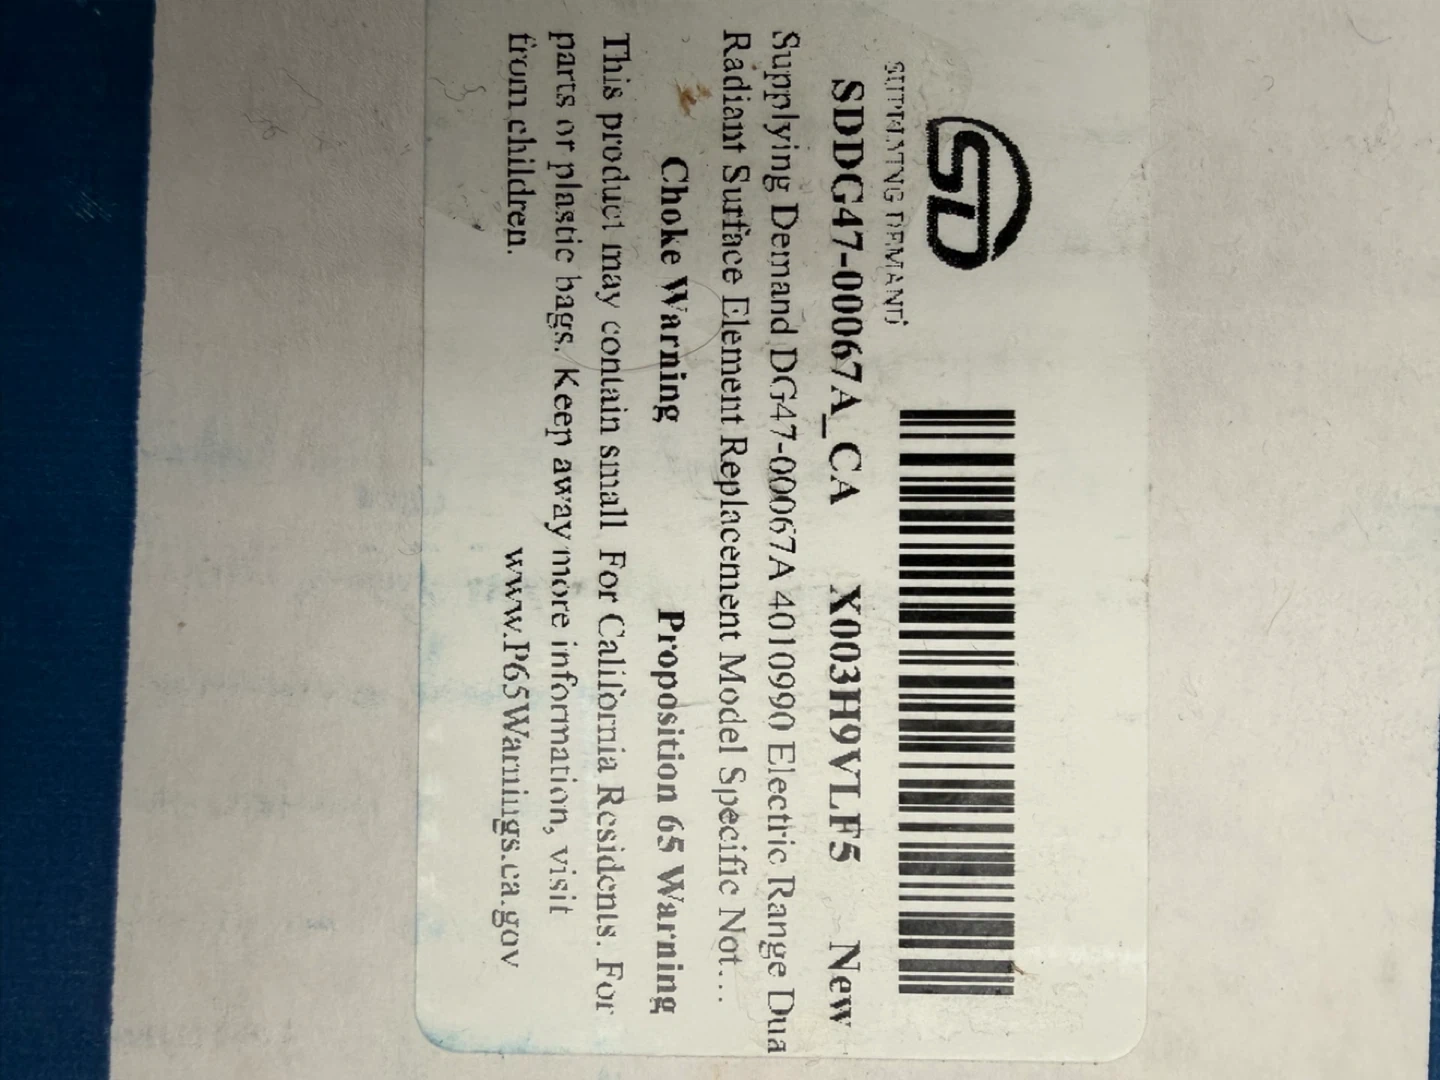 SD
SUPPLYING DEMAND
SDDG47-00067A_CA X003H9VLF5 New
Supplying Demand DG47-00067A 4010990 Electric Range Dua
Radiant Surface Element Replacement Model Specific Not...
Choke Warning Proposition 65 Warning
This product may contain small For California Residents. For
parts or plastic bags. Keep away more information, visit
from children. www.P65Warnings.ca.gov